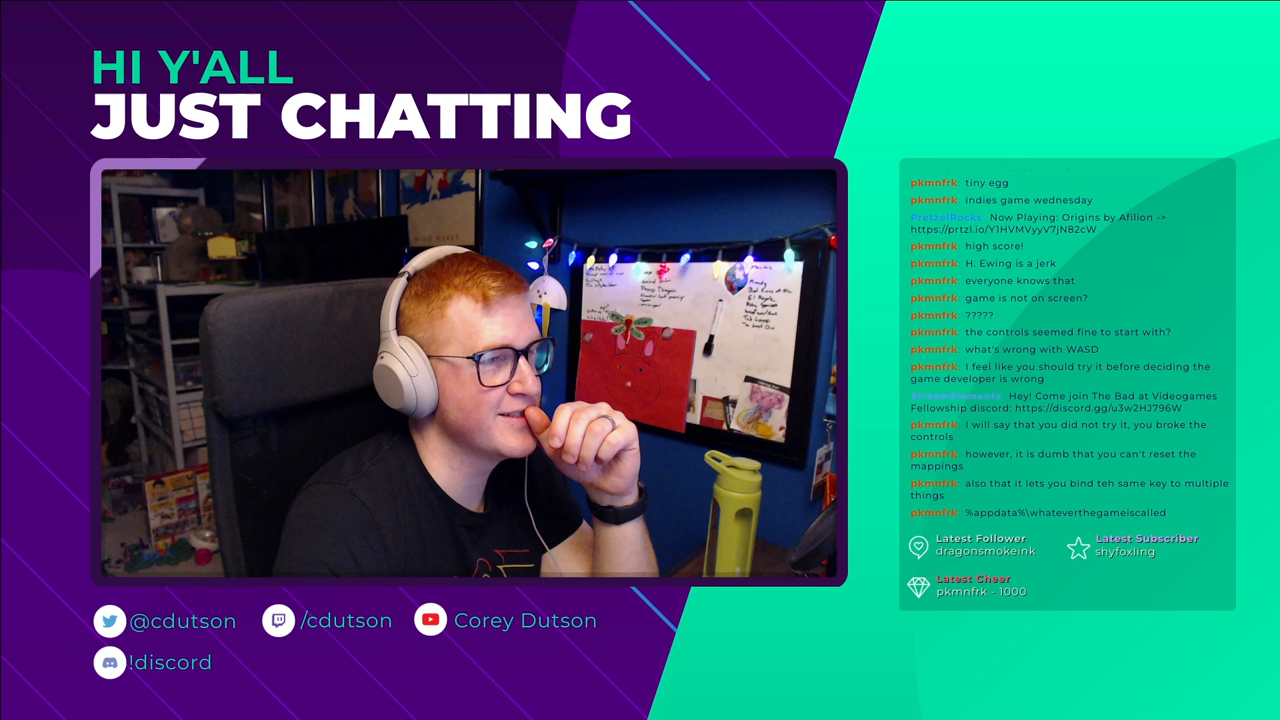 HI Y'ALL
JUST CHATTING
pkmnfrk: tiny egg
pkmnfrk: indies game wednesday
PretzelRocks: Now Playing: Origins by Afilion ->
https://prtzl.io/Y1HVMVyyV7jN82cW
pkmnfrk: high score!
pkmnfrk: H. Ewing is a jerk
pkmnfrk: everyone knows that
pkmnfrk: game is not on screen?
pkmnfrk: ?????
pkmnfrk: the controls seemed fine to start with?
pkmnfrk: what's wrong with WASD
pkmnfrk: I feel like you should try it before deciding the
game developer is wrong
StreamElements: Hey! Come join The Bad at Videogames
Fellowship discord: https://discord.gg/u3w2HJ796W
pkmnfrk: I will say that you did not try it, you broke the
controls
pkmnfrk: however, it is dumb that you can't reset the
mappings
pkmnfrk: also that it lets you bind teh same key to multiple
things
pkmnfrk: %appdata%\whateverthegameiscalled
Latest Follower
dragonsmokeink
Latest Subscriber
shyfoxling
Latest Cheer
pkmnfrk - 1000
@cdutson
/cdutson
Corey Dutson
!discord